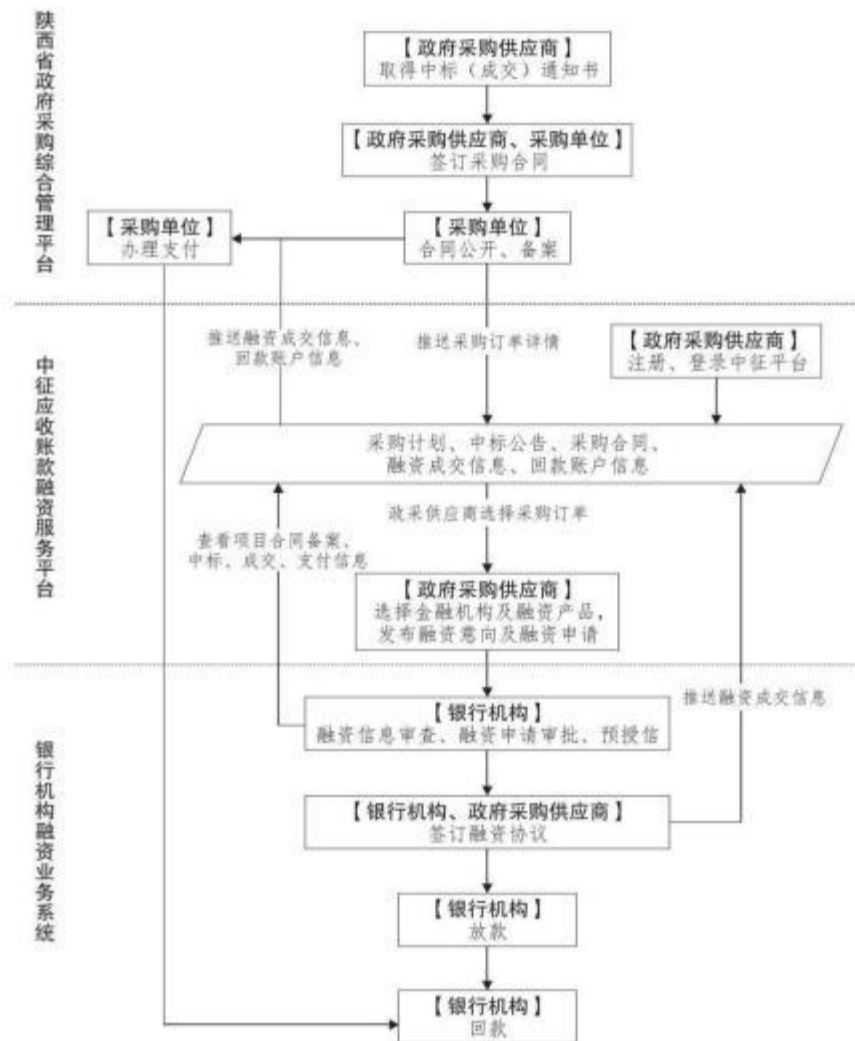 陕西省政府采购综合管理平台
【政府采购供应商】
取得中标（成交）通知书
【政府采购供应商、采购单位】
签订采购合同
【采购单位】
办理支付
【采购单位】
合同公开、备案
中征应收账款融资服务平台
推送融资成交信息、
回款账户信息
推送采购订单详情
【政府采购供应商】
注册、登录中征平台
采购计划、中标公告、采购合同、
融资成交信息、回款账户信息
政采供应商选择采购订单
查看项目合同备案、
中标、成交、支付信息
【政府采购供应商】
选择金融机构及融资产品，
发布融资意向及融资申请
银行机构融资业务系统
推送融资成交信息
【银行机构】
融资信息审查、融资申请审批、预授信
【银行机构、政府采购供应商】
签订融资协议
【银行机构】
放款
【银行机构】
回款